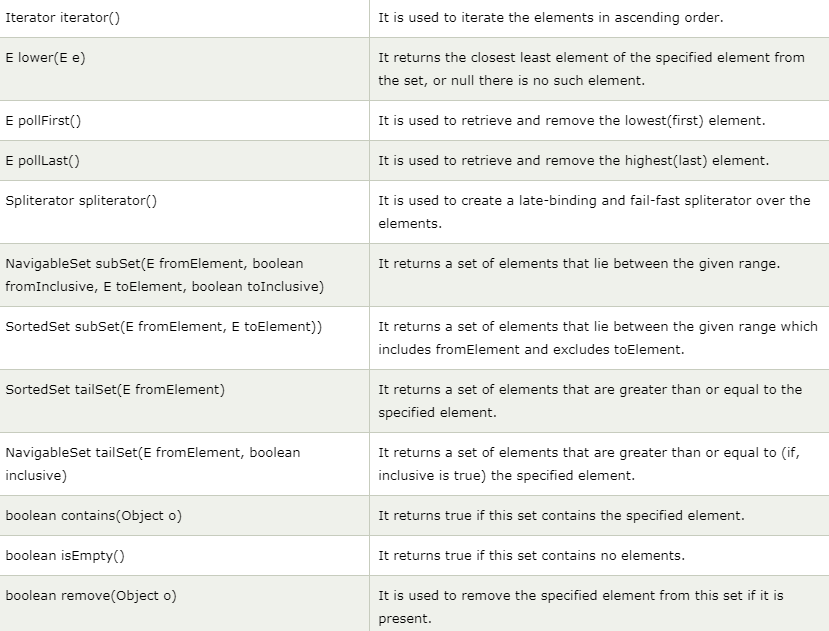 Iterator iterator()
It is used to iterate the elements in ascending order.
E lower(E e)
It returns the closest least element of the specified element from
the set, or null there is no such element.
E pollFirst()
It is used to retrieve and remove the lowest(first) element.
E pollLast()
It is used to retrieve and remove the highest(last) element.
Spliterator spliterator()
It is used to create a late-binding and fail-fast spliterator over the
elements.
NavigableSet subSet(E fromElement, boolean
fromInclusive, E toElement, boolean toInclusive)
It returns a set of elements that lie between the given range.
SortedSet subSet(E fromElement, E toElement))
It returns a set of elements that lie between the given range which
includes fromElement and excludes toElement.
SortedSet tailSet(E fromElement)
It returns a set of elements that are greater than or equal to the
specified element.
NavigableSet tailSet(E fromElement, boolean
inclusive)
It returns a set of elements that are greater than or equal to (if,
inclusive is true) the specified element.
boolean contains(Object o)
It returns true if this set contains the specified element.
boolean isEmpty()
It returns true if this set contains no elements.
boolean remove(Object o)
It is used to remove the specified element from this set if it is
present.